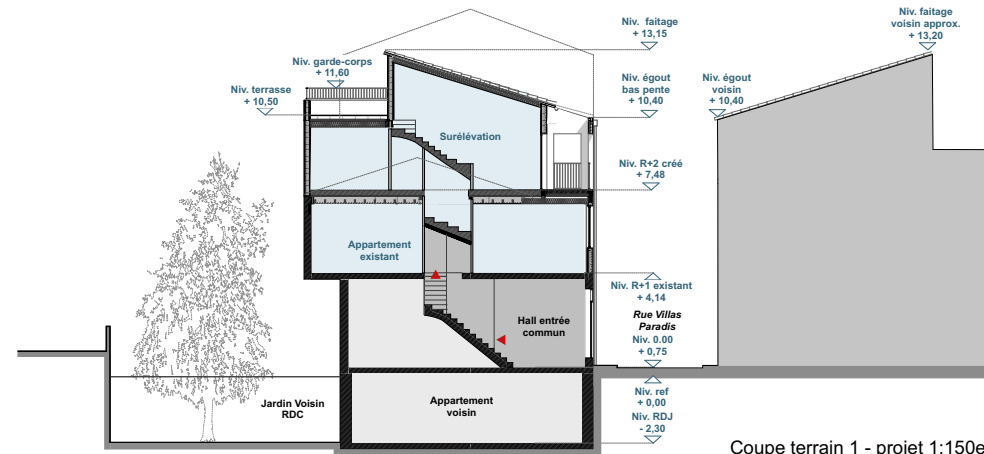 Niv. faitage
+ 13,15
Niv. faitage
voisin approx.
+ 13,20
Niv. garde-corps
+ 11,60
Niv. terrasse
+ 10,50
Niv. égout
bas pente
+ 10,40
Niv. égout
voisin
+ 10,40
Surélévation
Niv. R+2 créé
+ 7,48
Appartement
existant
Niv. R+1 existant
+ 4,14
Rue Villas
Paradis
Niv. 0.00
+ 0,75
Hall entrée
commun
Niv. ref
+ 0,00
Niv. RDJ
- 2,30
Jardin Voisin
RDC
Appartement
voisin
Coupe terrain 1 - projet 1:150e